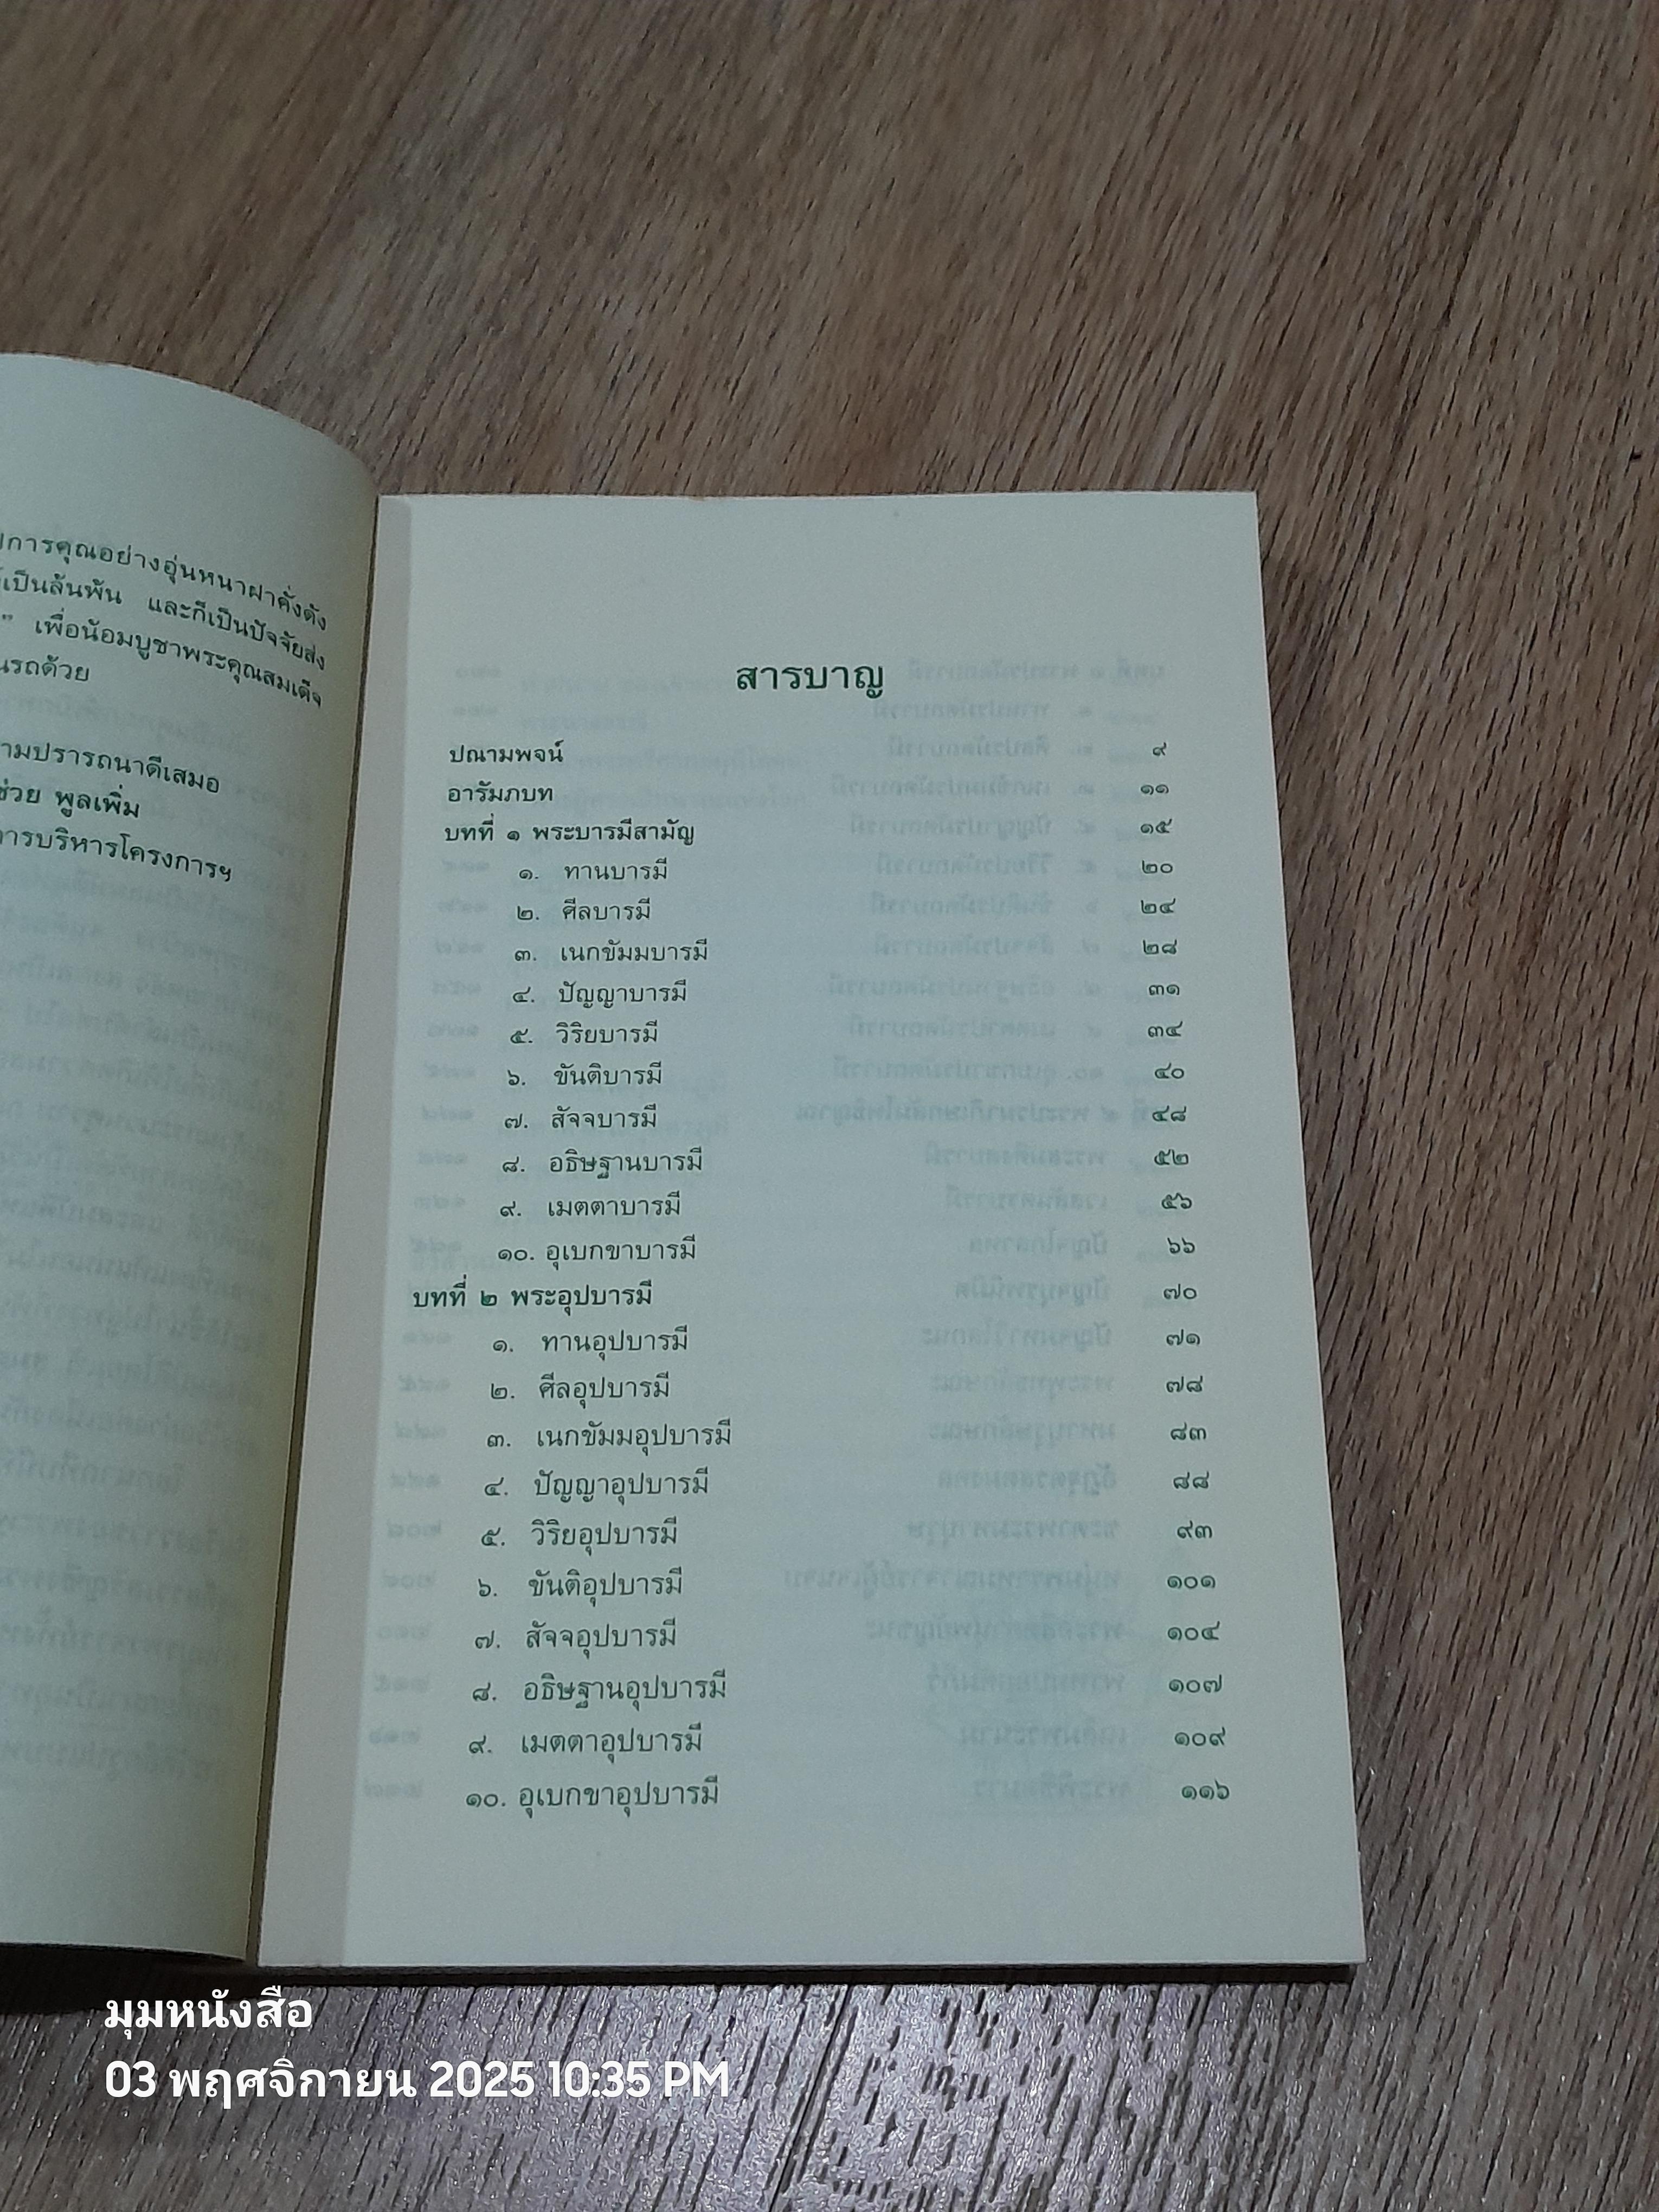 การคุณอย่างอุ่นหนาฝาคั่งดัง
เป็นล้นพ้น และก็เป็นปัจจัยส่ง
" เพื่อน้อมบูชาพระคุณสมเด็จ
นรถด้วย
ามปรารถนาดีเสมอ
ช่วย พูลเพิ่ม
การบริหารโครงการฯ
สารบาญ
ปณามพจน์ ๙
อารัมภบท ๑๑
บทที่ ๑ พระบารมีสามัญ ๑๕
๑. ทานบารมี ๒๐
๒. ศีลบารมี ๒๔
๓. เนกขัมมบารมี ๒๘
๔. ปัญญาบารมี ๓๑
๕. วิริยบารมี ๓๔
๖. ขันติบารมี ๔๐
๗. สัจจบารมี ๔๘
๘. อธิษฐานบารมี ๕๒
๙. เมตตาบารมี ๕๖
๑๐. อุเบกขาบารมี ๖๖
บทที่ ๒ พระอุปบารมี ๗๐
๑. ทานอุปบารมี ๗๑
๒. ศีลอุปบารมี ๗๘
๓. เนกขัมมอุปบารมี ๘๓
๔. ปัญญาอุปบารมี ๘๘
๕. วิริยอุปบารมี ๙๓
๖. ขันติอุปบารมี ๑๐๑
๗. สัจจอุปบารมี ๑๐๔
๘. อธิษฐานอุปบารมี ๑๐๗
๙. เมตตาอุปบารมี ๑๐๙
๑๐. อุเบกขาอุปบารมี ๑๑๖
มุมหนังสือ
03 พฤศจิกายน 2025 10:35 PM